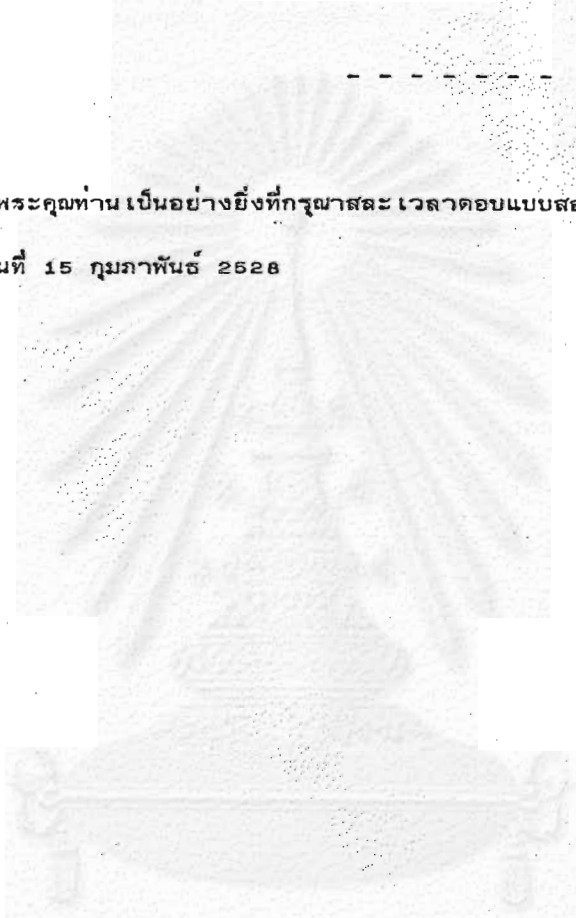 - - - - - - -
พระคุณท่านเป็นอย่างยิ่งที่กรุณาสละเวลาตอบแบบส
นที่ 15 กุมภาพันธ์ 2528